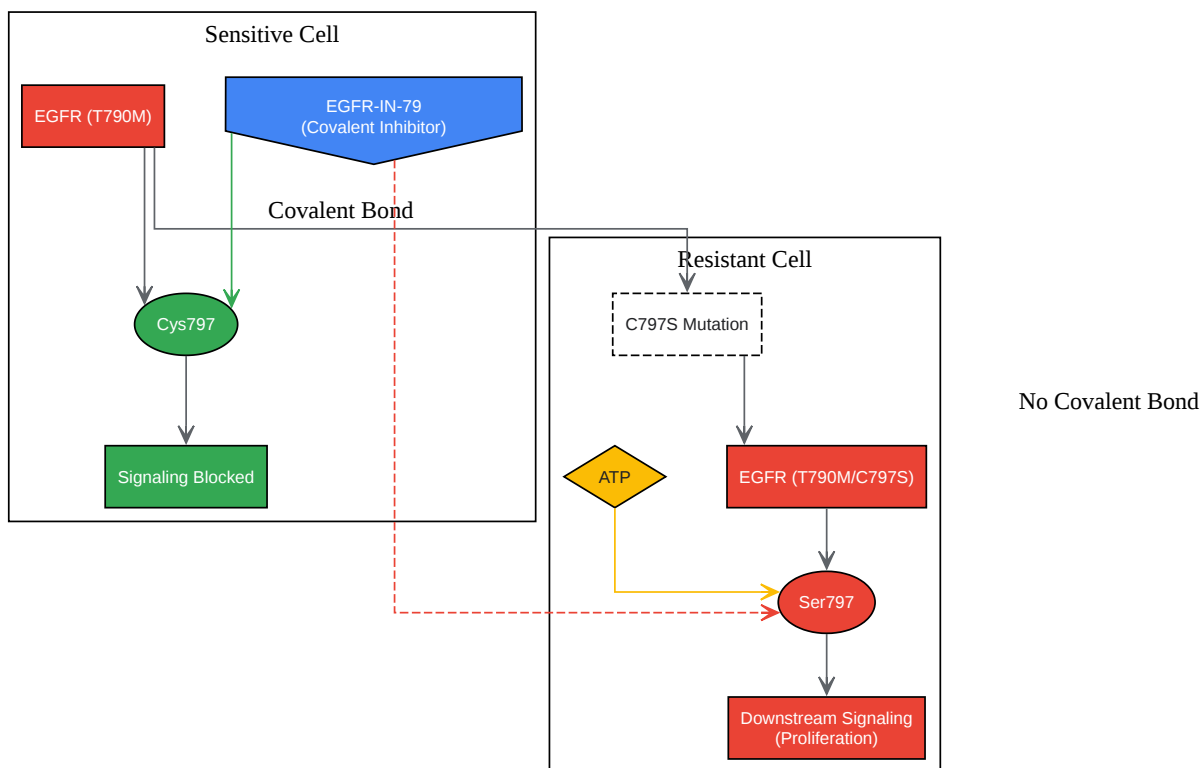 Sensitive Cell
EGFR (T790M)
EGFR-IN-79
(Covalent Inhibitor)
Covalent Bond
Resistant Cell
Cys797
C797S Mutation
No Covalent Bond
Signaling Blocked
ATP
EGFR (T790M/C797S)
Ser797
Downstream Signaling
(Proliferation)